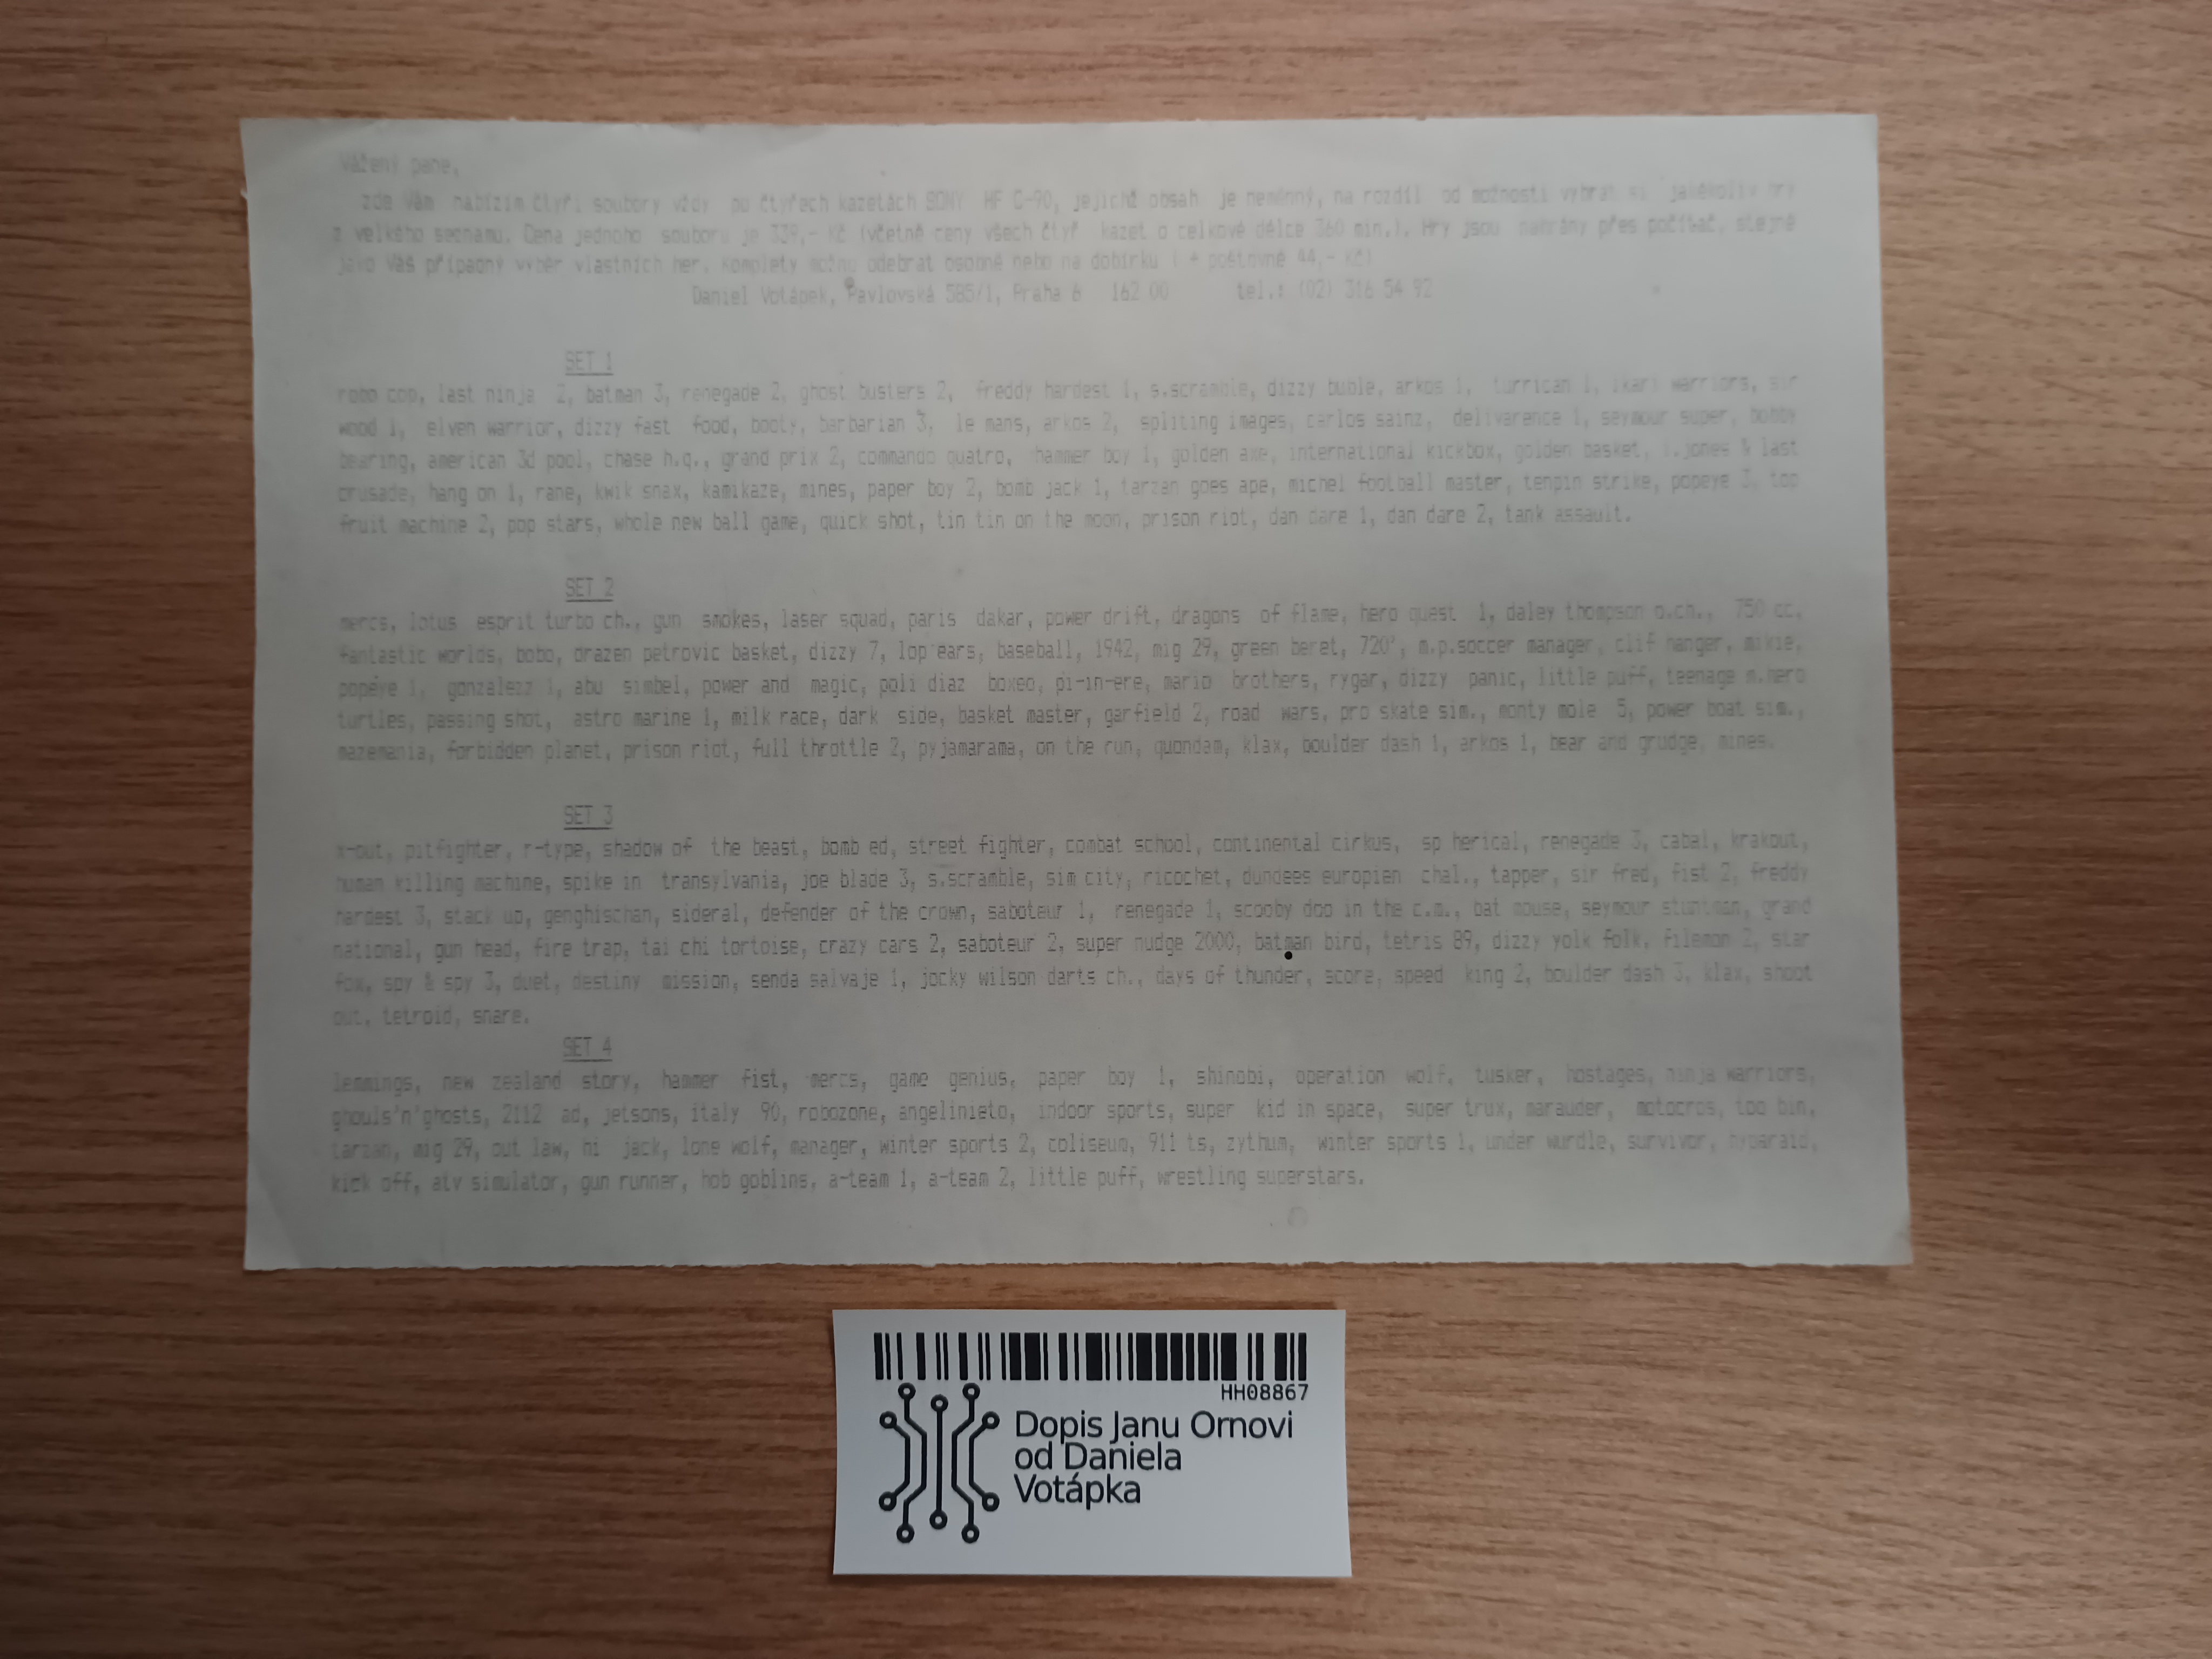 Vážený pane,
zde Vám nabízím čtyři soubory vždy po čtyřech kazetách SONY HF C-90, jejichž obsah je neměnný, na rozdíl od možnosti vybrat si jakékoliv hry
z velkého seznamu. Cena jednoho souboru je 339,- Kč (včetně ceny všech čtyř kazet o celkové délce 360 min.). Hry jsou nahrány přes počítač, stejně
jako Váš případný výběr vlastních her. Komplety možno odebrat osobně nebo na dobírku ( + poštovné 44,- Kč)
Daniel Votápek, Pavlovská 585/1, Praha 6 162 00 tel.: (02) 316 54 92
SET 1
robo cop, last ninja 2, batman 3, renegade 2, ghost busters 2, freddy hardest 1, s.scramble, dizzy buble, arkos 1, turrican 1, ikari warriors, sir
wood 1, elven warrior, dizzy fast food, booty, barbarian 3, le mans, arkos 2, spliting images, carlos sainz, delivarence 1, seymour super, bobby
bearing, american 3d pool, chase h.q., grand prix 2, commando quatro, hammer boy 1, golden axe, international kickbox, golden basket, i.jones & last
crusade, hang on 1, rane, kwik snax, kamikaze, mines, paper boy 2, bomb jack 1, tarzan goes ape, michel football master, tenpin strike, popeye 3, top
fruit machine 2, pop stars, whole new ball game, quick shot, tin tin on the moon, prison riot, dan dare 1, dan dare 2, tank assault.
SET 2
mercs, lotus esprit turbo ch., gun smokes, laser squad, paris dakar, power drift, dragons of flame, hero quest 1, daley thompson o.ch., 750 cc,
fantastic worlds, bobo, drazen petrovic basket, dizzy 7, lop ears, baseball, 1942, mig 29, green beret, 720°, m.p.soccer manager, clif hanger, mikie,
popeye 1, gonzalezz 1, abu simbel, power and magic, poli diaz boxeo, pi-in-ere, mario brothers, rygar, dizzy panic, little puff, teenage m.hero
turtles, passing shot, astro marine 1, milk race, dark side, basket master, garfield 2, road wars, pro skate sim., monty mole 5, power boat sim.,
mazemania, forbidden planet, prison riot, full throttle 2, pyjamarama, on the run, quondam, klax, boulder dash 1, arkos 1, bear and grudge, mines.
SET 3
x-out, pitfighter, r-type, shadow of the beast, bomb ed, street fighter, combat school, continental cirkus, sp herical, renegade 3, cabal, krakout,
human killing machine, spike in transylvania, joe blade 3, s.scramble, sim city, ricochet, dundees europien chal., tapper, sir fred, fist 2, freddy
hardest 3, stack up, genghischan, sideral, defender of the crown, saboteur 1, renegade 1, scooby doo in the c.m., bat mouse, seymour stuntman, grand
national, gun head, fire trap, tai chi tortoise, crazy cars 2, saboteur 2, super nudge 2000, batman bird, tetris 89, dizzy yolk folk, filemon 2, star
fox, spy & spy 3, duet, destiny mission, senda salvaje 1, jocky wilson darts ch., days of thunder, score, speed king 2, boulder dash 3, klax, shoot
out, tetroid, snare.
SET 4
lemmings, new zealand story, hammer fist, mercs, game genius, paper boy 1, shinobi, operation wolf, tusker, hostages, ninja warriors,
ghouls'n'ghosts, 2112 ad, jetsons, italy 90, robozone, angelinieto, indoor sports, super kid in space, super trux, marauder, motocros, too bin,
tarzan, mig 29, out law, hi jack, lone wolf, manager, winter sports 2, coliseum, 911 ts, zythum, winter sports 1, under wurdle, survivor, hyparaid,
kick off, atv simulator, gun runner, hob goblins, a-team 1, a-team 2, little puff, wrestling superstars.
HH08867
Dopis Janu Ornovi
od Daniela
Votápka